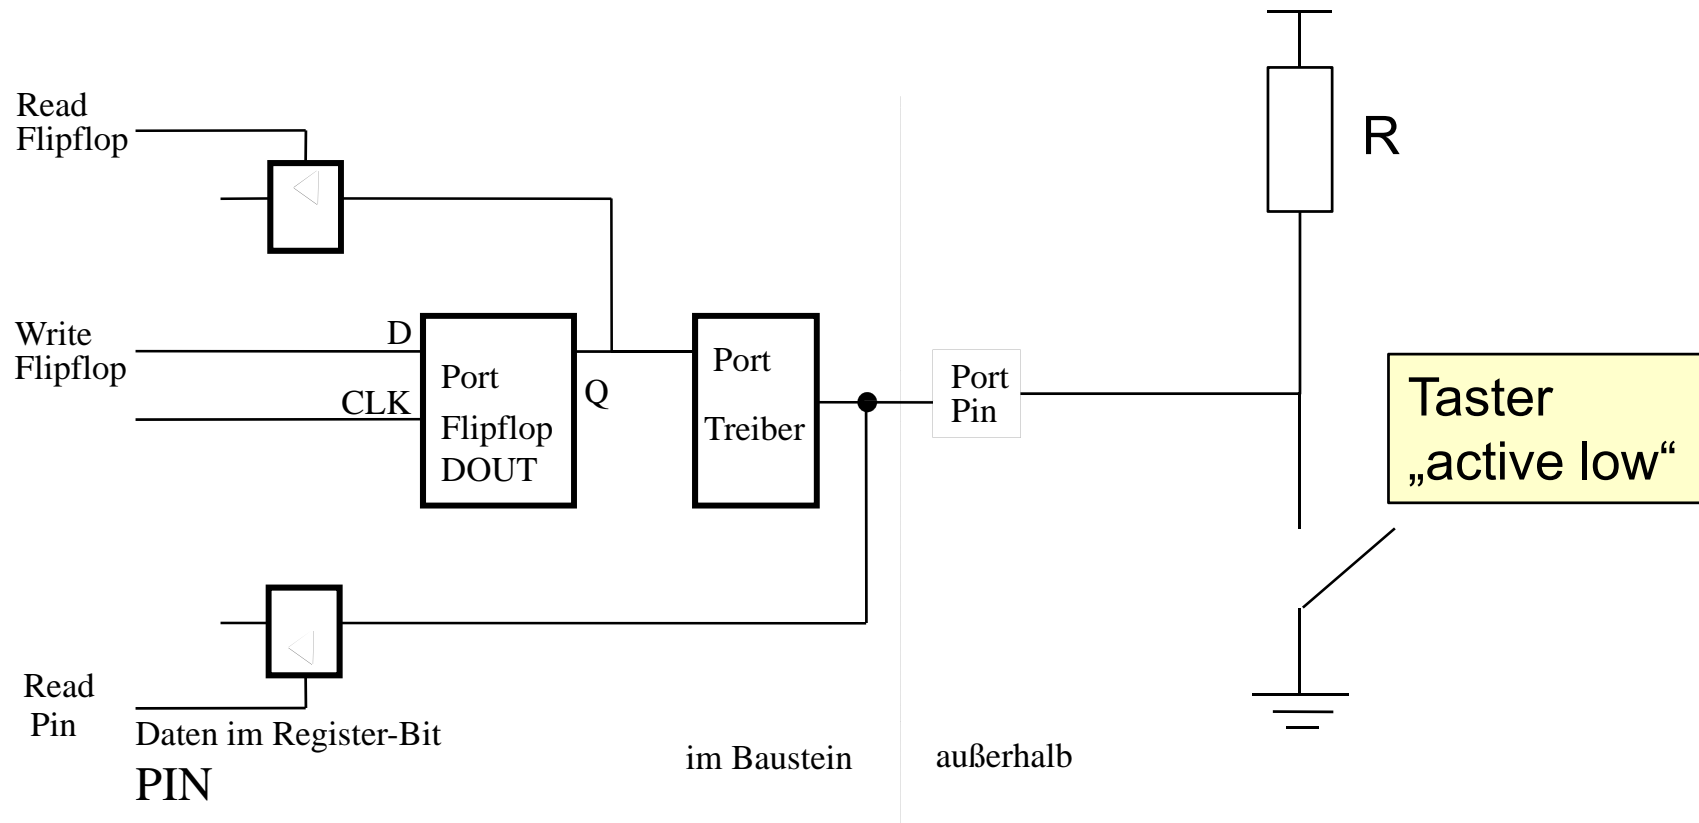 Read
Flipflop
R
Write
Flipflop
D
CLK
Port
Flipflop
DOUT
Q
Port
Treiber
Port
Pin
Taster
„active low“
Read
Pin
Daten im Register-Bit
PIN
im Baustein
außerhalb